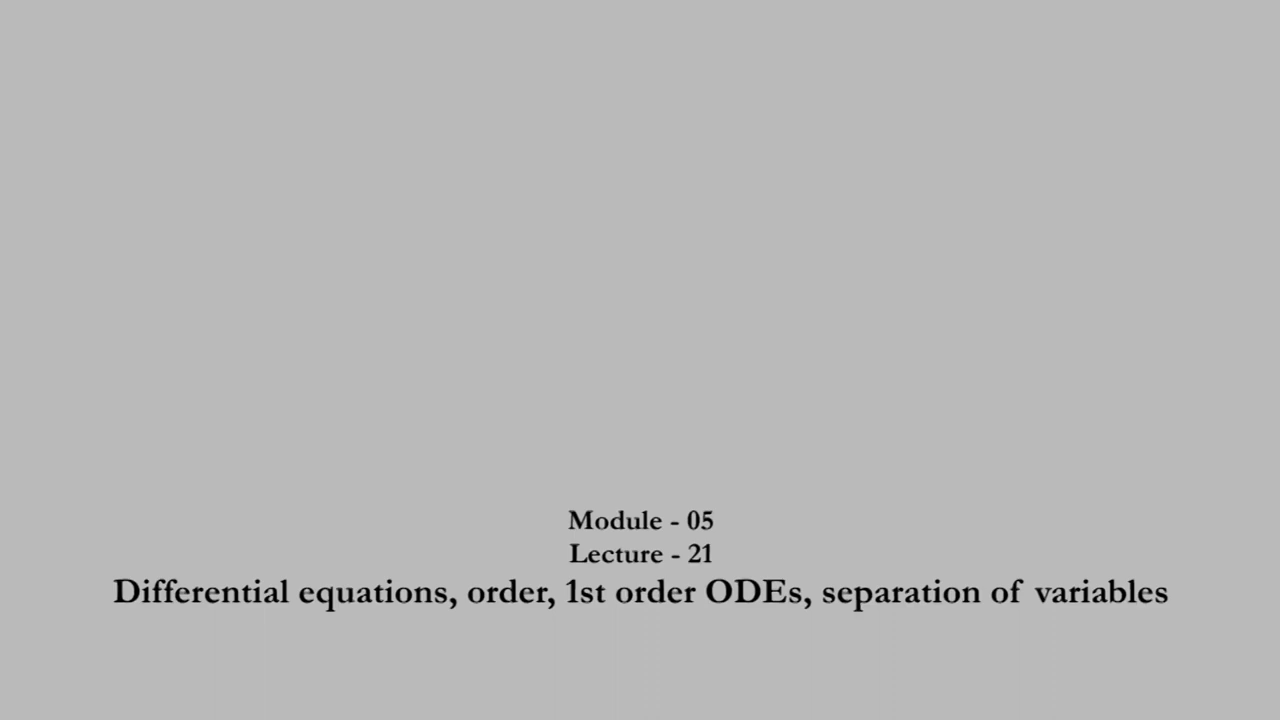 Module - 05
Lecture - 21
Differential equations, order, 1st order ODEs, separation of variables